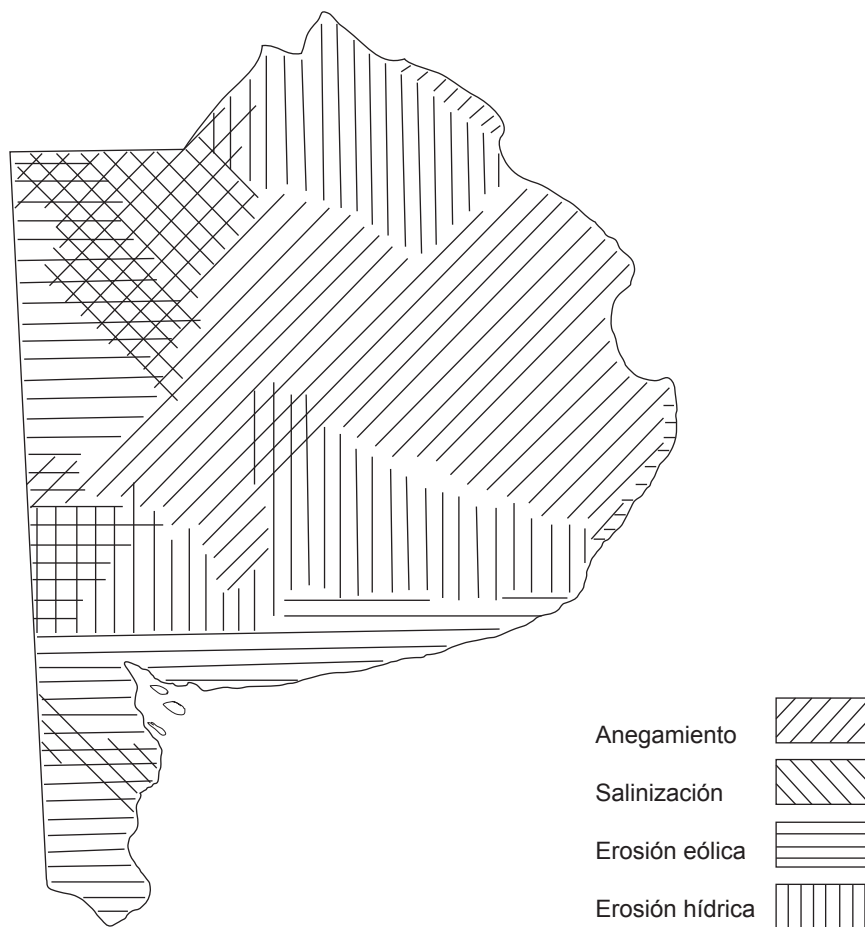 Anegamiento
Salinización
Erosión eólica
Erosión hídrica